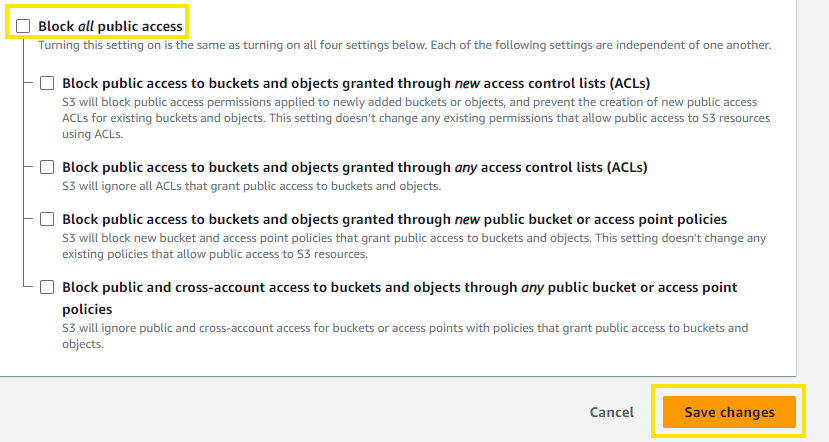 Block all public access
Turning this setting on is the same as turning on all four settings below. Each of the following settings are independent of one another.
Block public access to buckets and objects granted through new access control lists (ACLs)
S3 will block public access permissions applied to newly added buckets or objects, and prevent the creation of new public access
ACLs for existing buckets and objects. This setting doesn't change any existing permissions that allow public access to S3 resources
using ACLs.
Block public access to buckets and objects granted through any access control lists (ACLs)
S3 will ignore all ACLs that grant public access to buckets and objects.
Block public access to buckets and objects granted through new public bucket or access point policies
S3 will block new bucket and access point policies that grant public access to buckets and objects. This setting doesn't change any
existing policies that allow public access to S3 resources.
Block public and cross-account access to buckets and objects through any public bucket or access point
policies
S3 will ignore public and cross-account access for buckets or access points with policies that grant public access to buckets and
objects.
Cancel
Save changes